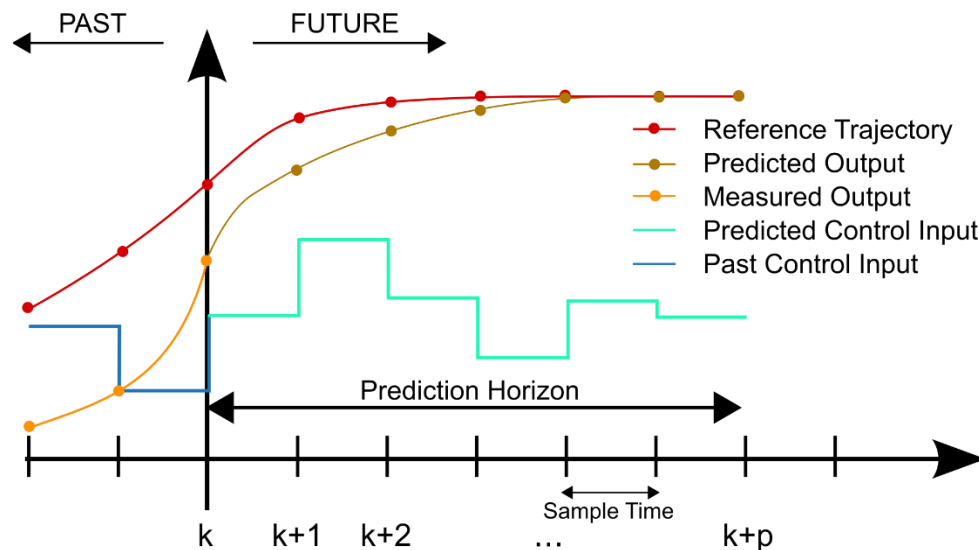 PAST
FUTURE
Reference Trajectory
Predicted Output
Measured Output
Predicted Control Input
Past Control Input
Prediction Horizon
Sample Time
k
k+1
k+2
...
k+p